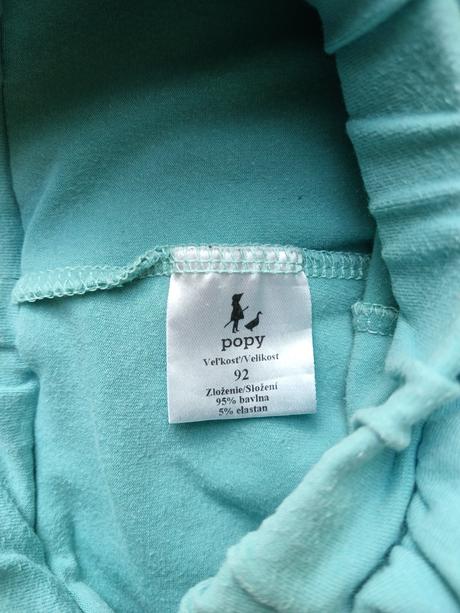 popy
Veľkosť/Velikost
92
Zloženie/Složení
95% bavlna
5% elastan